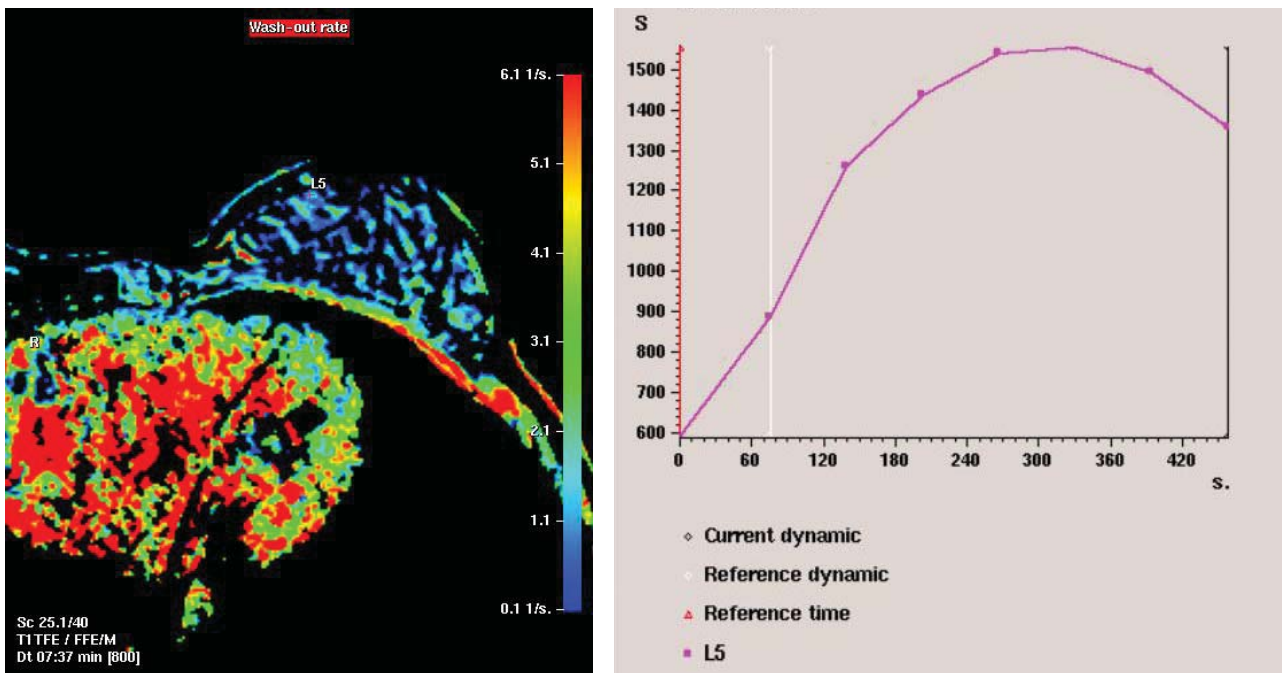 Wash-out rate
6.1 1/s.
5.1
4.1
3.1
2.1
1.1
0.1 1/s.
L5
R
Sc 25.1/40
T1TFE / FFE/M
Dt 07:37 min [800]
S
1500
1400
1300
1200
1100
1000
900
800
700
600
0
60
120
180
240
300
360
420
s.
Current dynamic
Reference dynamic
Reference time
L5